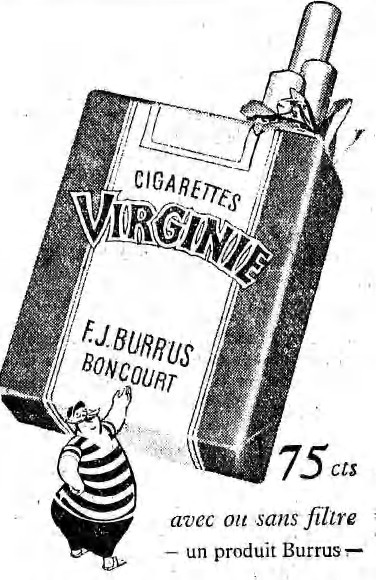 CIGARETTES
VIRGINIE
F.J. BURRUS
BONCOURT
75 cts
avec ou sans filtre
– un produit Burrus –